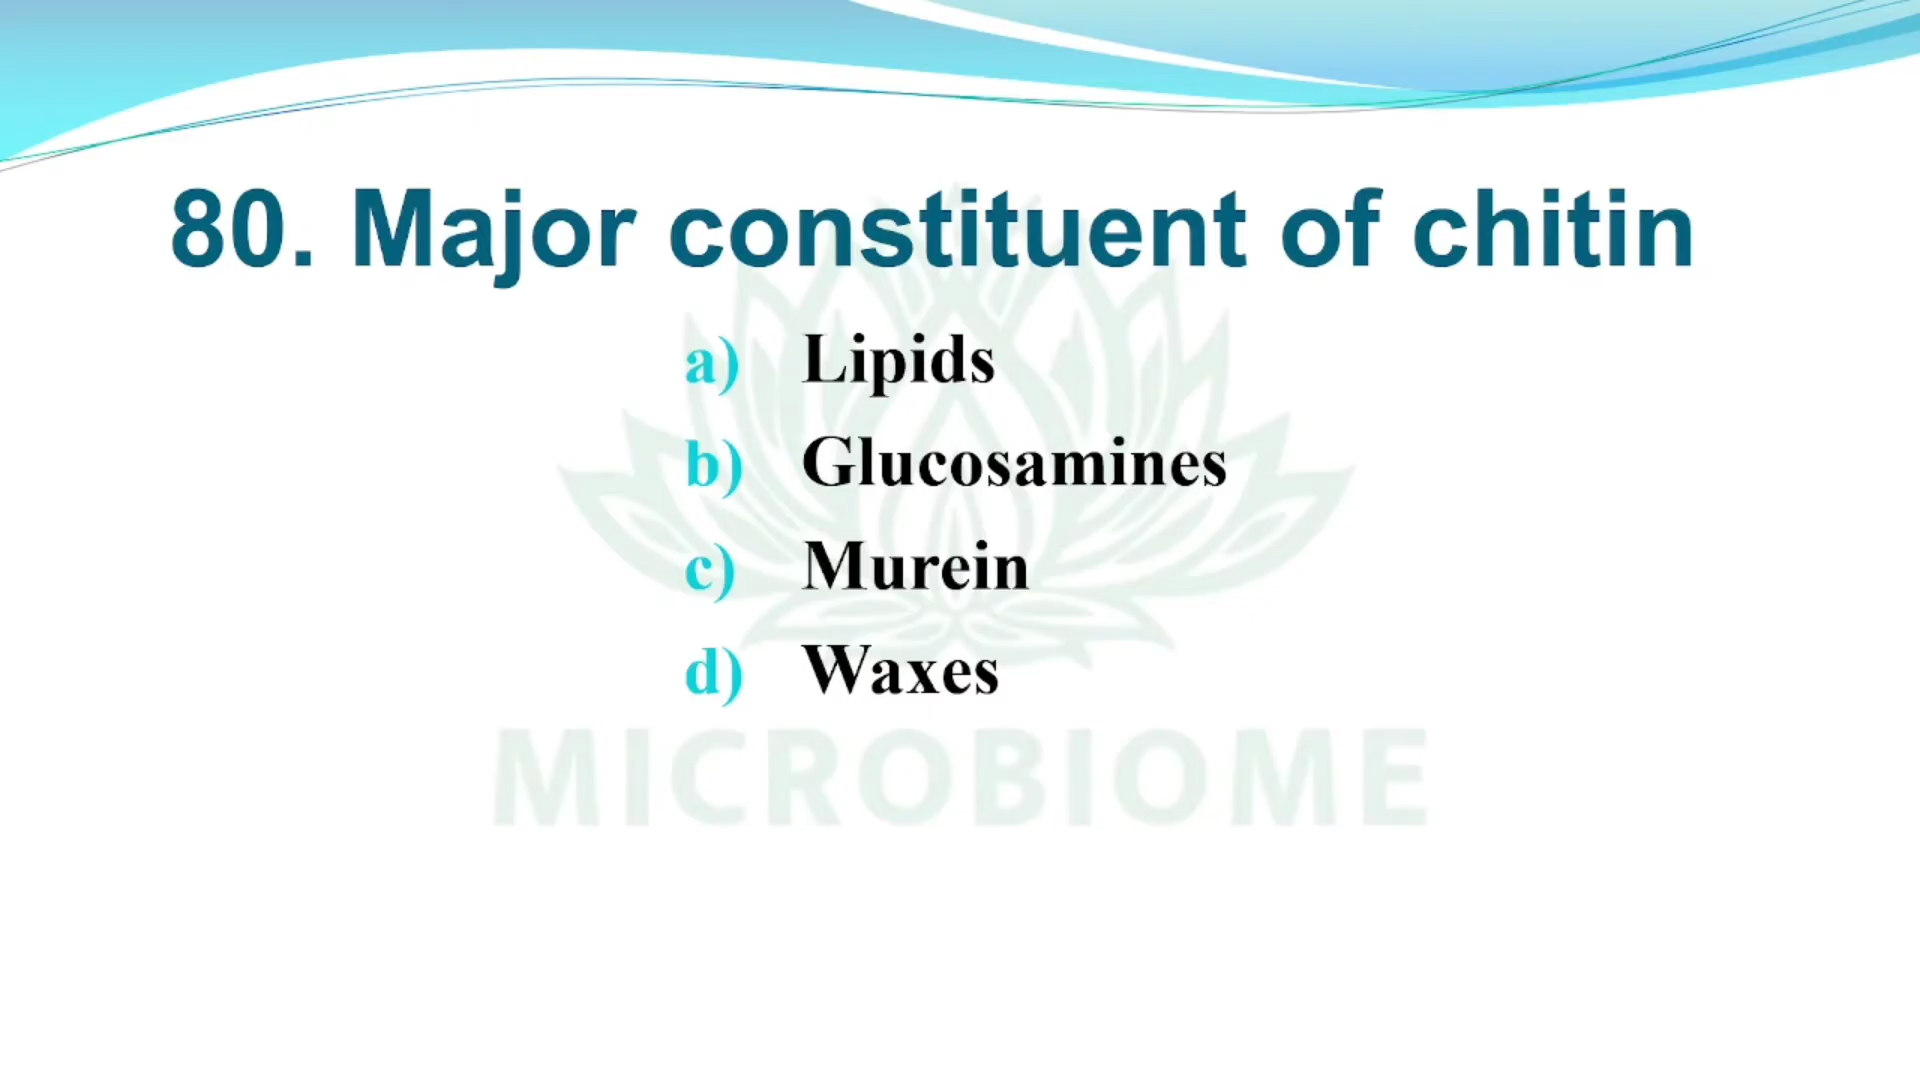 80. Major constituent of chitin
a) Lipids
b) Glucosamines
c) Murein
d) Waxes
MICROBIOME